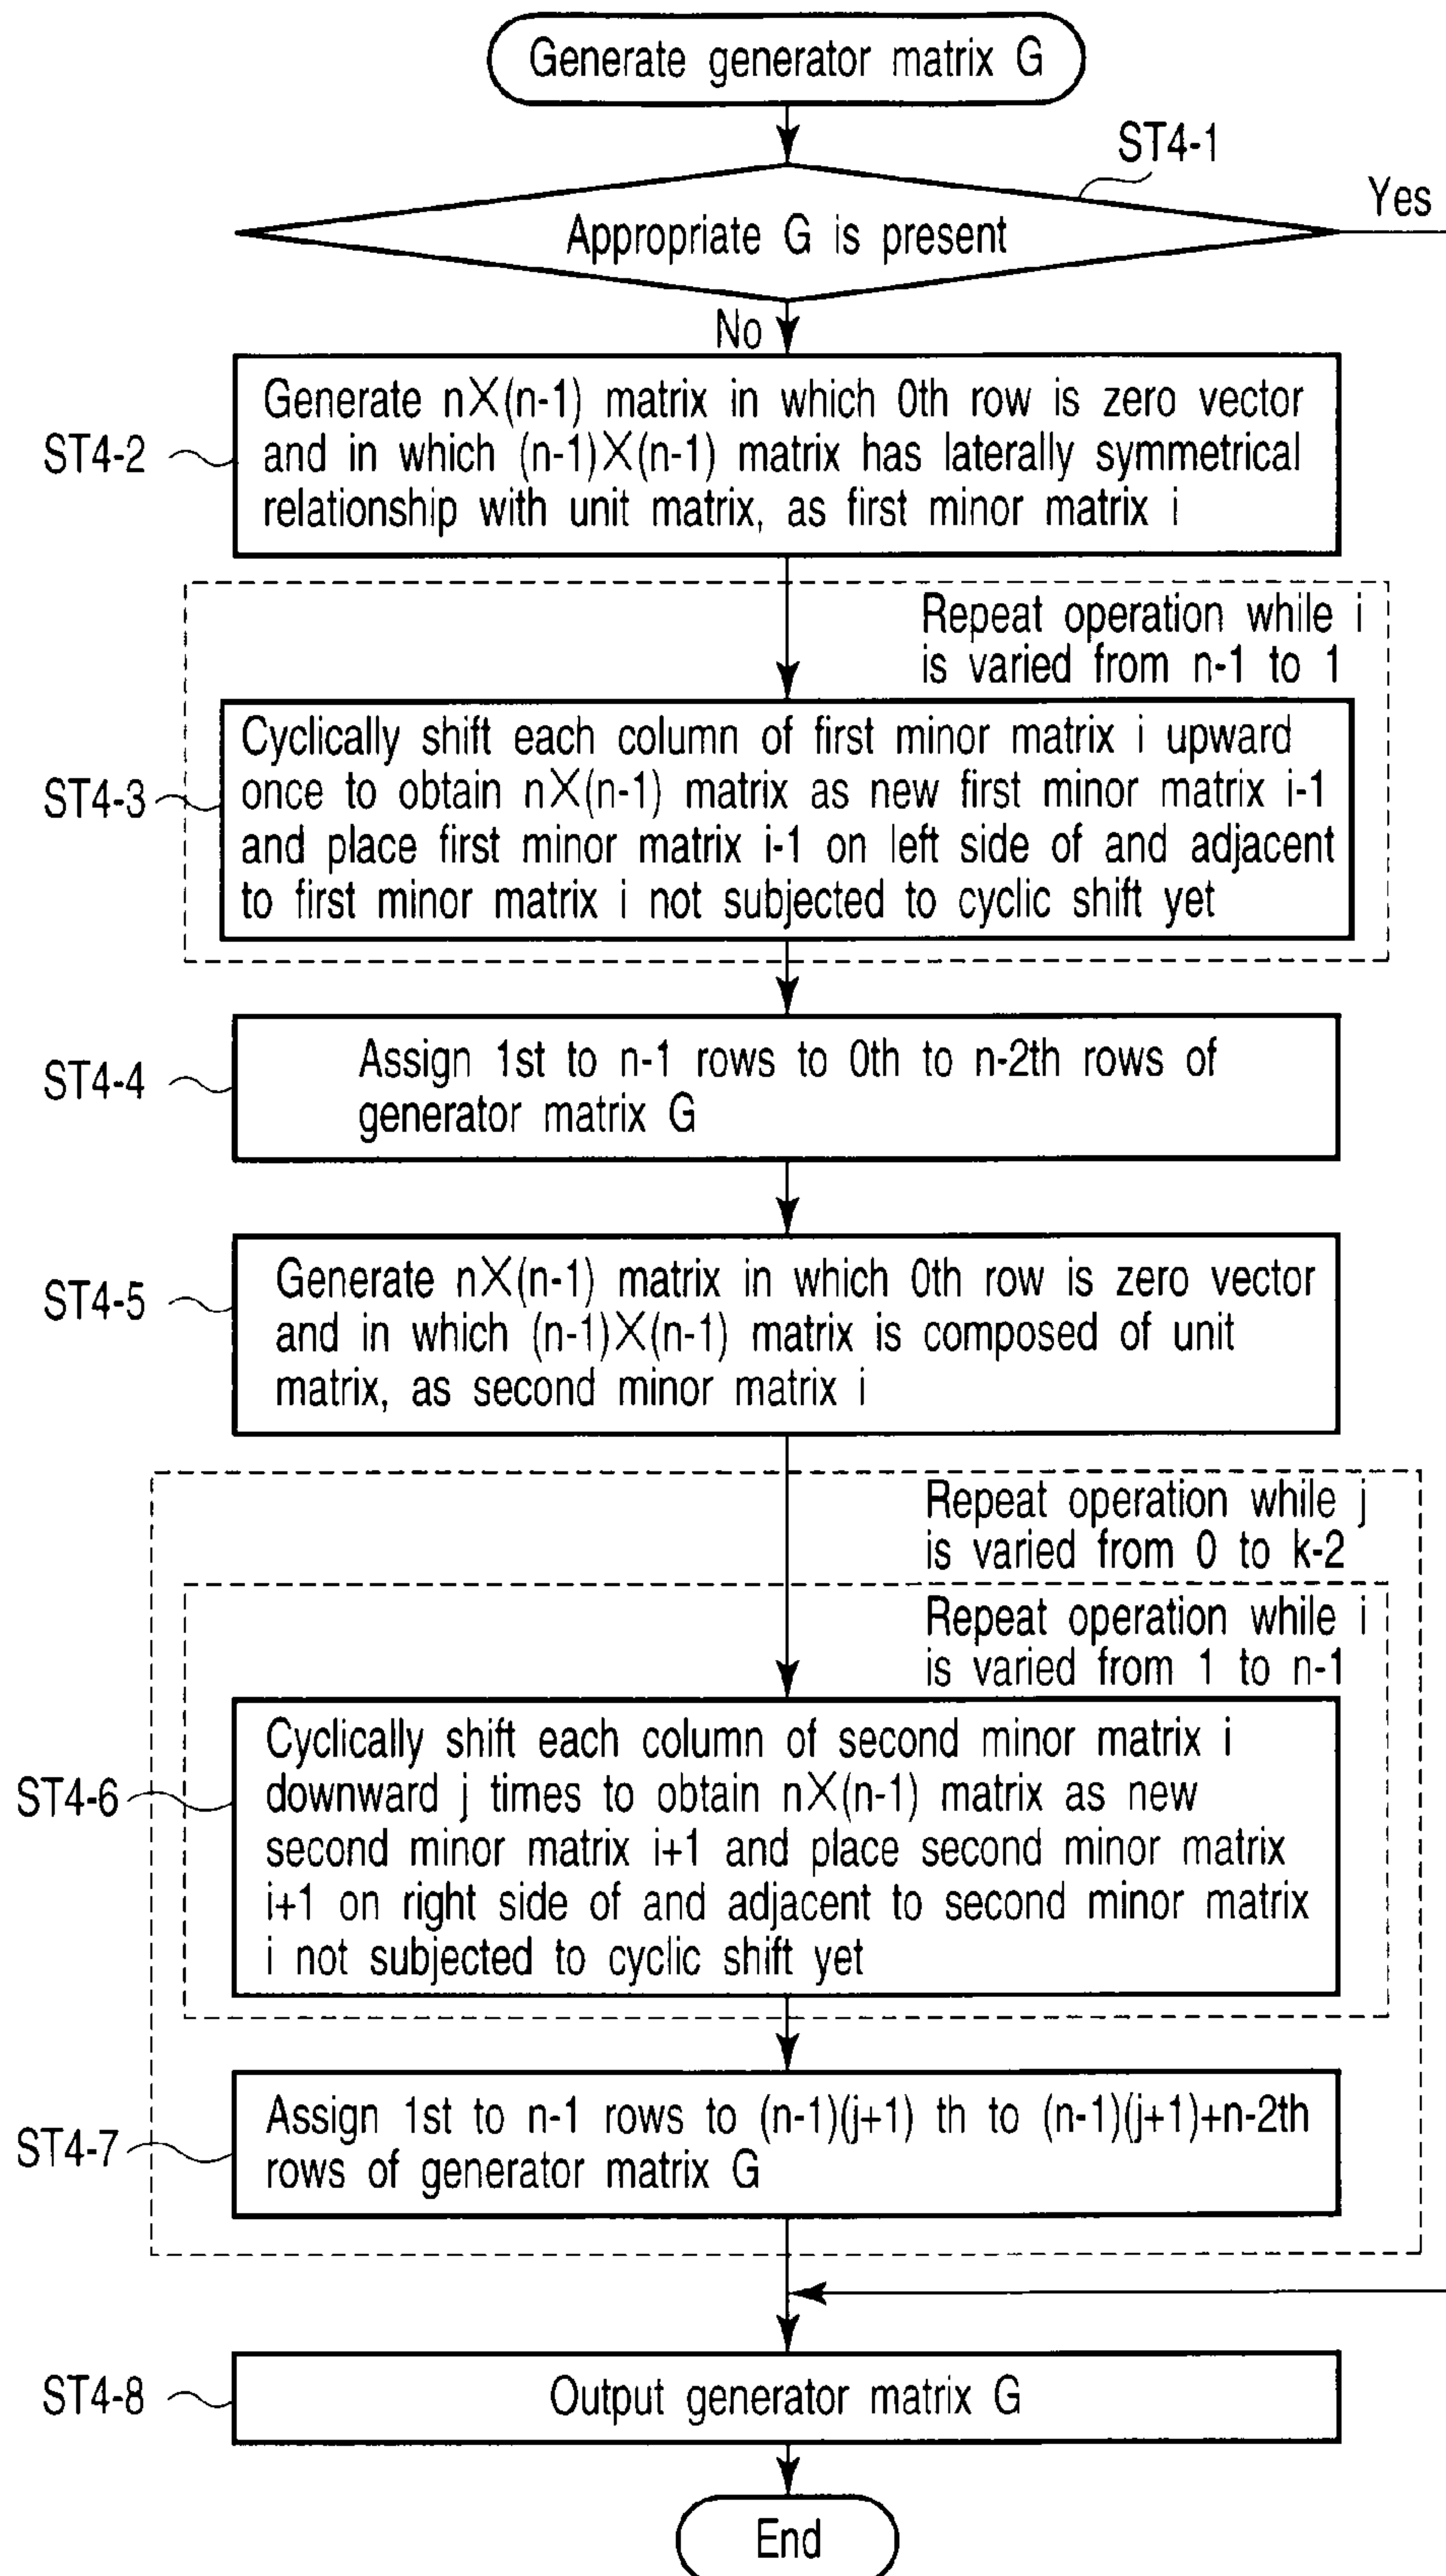 Generate generator matrix G
ST4-1
Yes
Appropriate G is present
No
ST4-2
Generate n×(n-1) matrix in which 0th row is zero vector
and in which (n-1)×(n-1) matrix has laterally symmetrical
relationship with unit matrix, as first minor matrix i
Repeat operation while i
is varied from n-1 to 1
ST4-3
Cyclically shift each column of first minor matrix i upward
once to obtain n×(n-1) matrix as new first minor matrix i-1
and place first minor matrix i-1 on left side of and adjacent
to first minor matrix i not subjected to cyclic shift yet
ST4-4
Assign 1st to n-1 rows to 0th to n-2th rows of
generator matrix G
ST4-5
Generate n×(n-1) matrix in which 0th row is zero vector
and in which (n-1)×(n-1) matrix is composed of unit
matrix, as second minor matrix i
Repeat operation while j
is varied from 0 to k-2
Repeat operation while i
is varied from 1 to n-1
ST4-6
Cyclically shift each column of second minor matrix i
downward j times to obtain n×(n-1) matrix as new
second minor matrix i+1 and place second minor matrix
i+1 on right side of and adjacent to second minor matrix
i not subjected to cyclic shift yet
ST4-7
Assign 1st to n-1 rows to (n-1)(j+1) th to (n-1)(j+1)+n-2th
rows of generator matrix G
ST4-8
Output generator matrix G
End